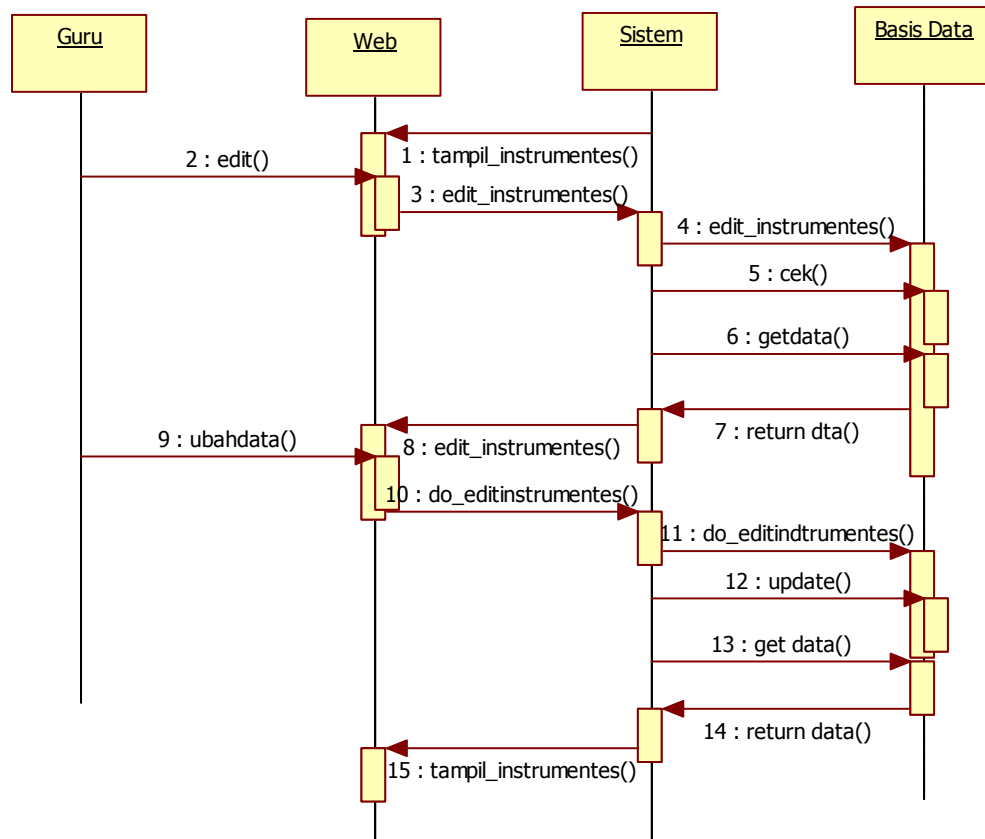 Guru
Web
Sistem
Basis Data
1 : tampil_instrumentes()
2 : edit()
3 : edit_instrumentes()
4 : edit_instrumentes()
5 : cek()
6 : getdata()
7 : return dta()
8 : edit_instrumentes()
9 : ubahdata()
10 : do_editinstrumentes()
11 : do_editindtrumentes()
12 : update()
13 : get data()
14 : return data()
15 : tampil_instrumentes()